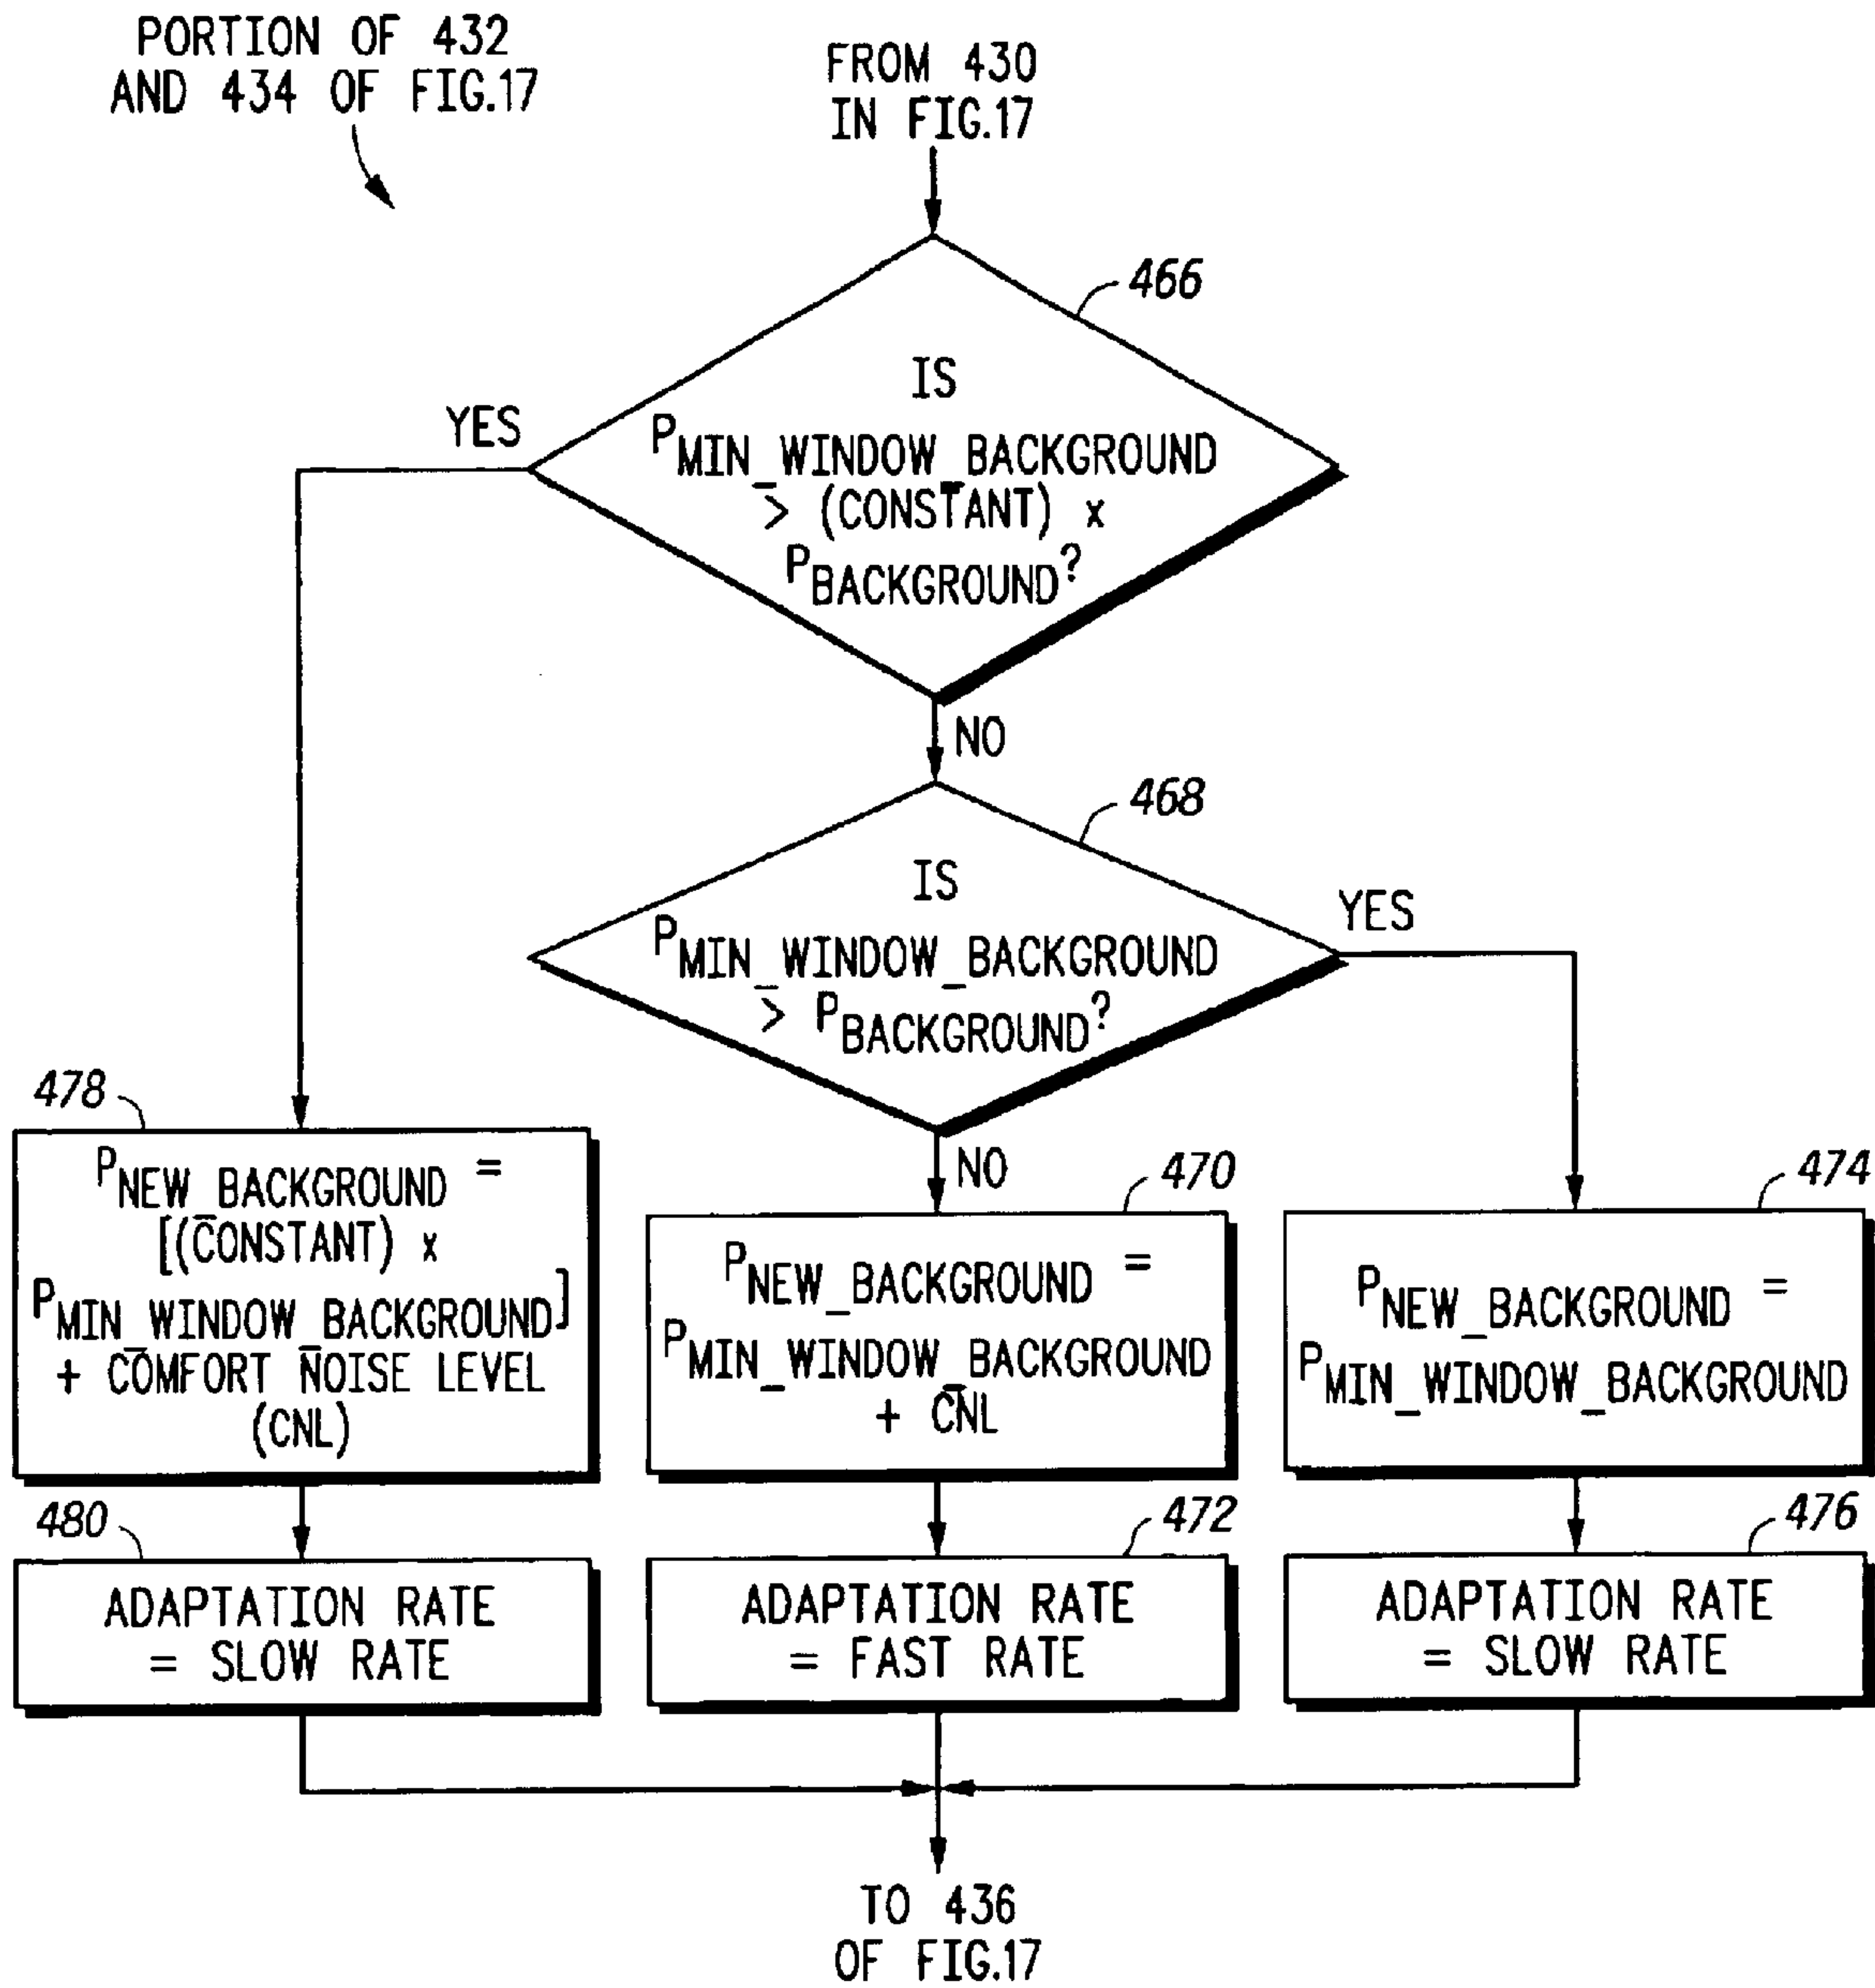 PORTION OF 432
AND 434 OF FIG.17
FROM 430
IN FIG.17
466
IS
PMIN_WINDOW_BACKGROUND
> (CONSTANT) x
PBACKGROUND?
YES
NO
468
IS
PMIN_WINDOW_BACKGROUND
> PBACKGROUND?
YES
NO
478
PNEW_BACKGROUND =
[(CONSTANT) x
PMIN_WINDOW_BACKGROUND]
+ COMFORT NOISE LEVEL
(CNL)
470
PNEW_BACKGROUND =
PMIN_WINDOW_BACKGROUND
+ CNL
474
PNEW_BACKGROUND =
PMIN_WINDOW_BACKGROUND
480
ADAPTATION RATE
= SLOW RATE
472
ADAPTATION RATE
= FAST RATE
476
ADAPTATION RATE
= SLOW RATE
TO 436
OF FIG.17